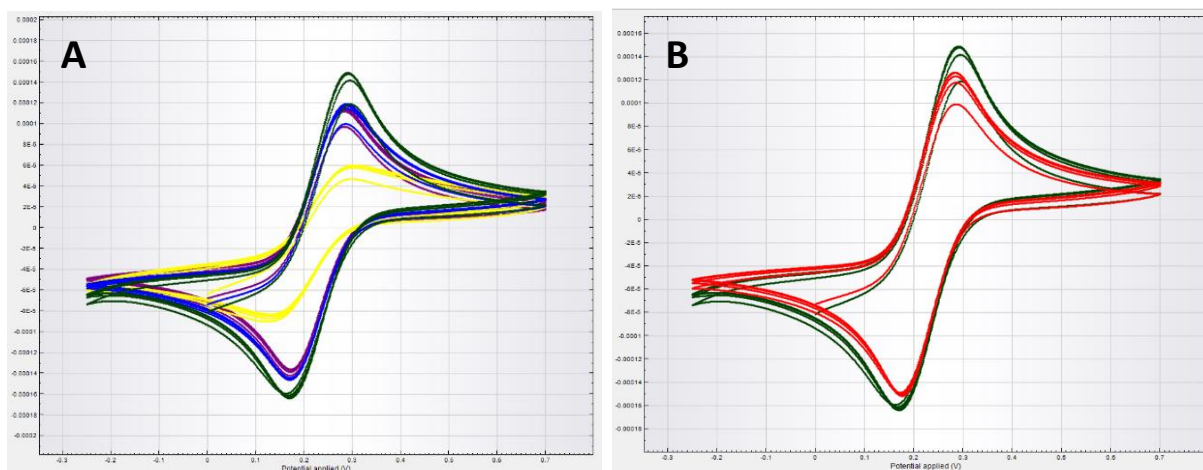 A
0.0002
0.00018
0.00016
0.00014
0.00012
0.0001
8E-5
6E-5
4E-5
2E-5
0
-2E-5
-4E-5
-6E-5
-8E-5
-0.0001
-0.00012
-0.00014
-0.00016
-0.00018
-0.0002
-0.3 -0.2 -0.1 0 0.1 0.2 0.3 0.4 0.5 0.6 0.7
Potential applied (V)
B
0.00016
0.00014
0.00012
0.0001
8E-5
6E-5
4E-5
2E-5
0
-2E-5
-4E-5
-6E-5
-8E-5
-0.0001
-0.00012
-0.00014
-0.00016
-0.00018
-0.3 -0.2 -0.1 0 0.1 0.2 0.3 0.4 0.5 0.6 0.7
Potential applied (V)